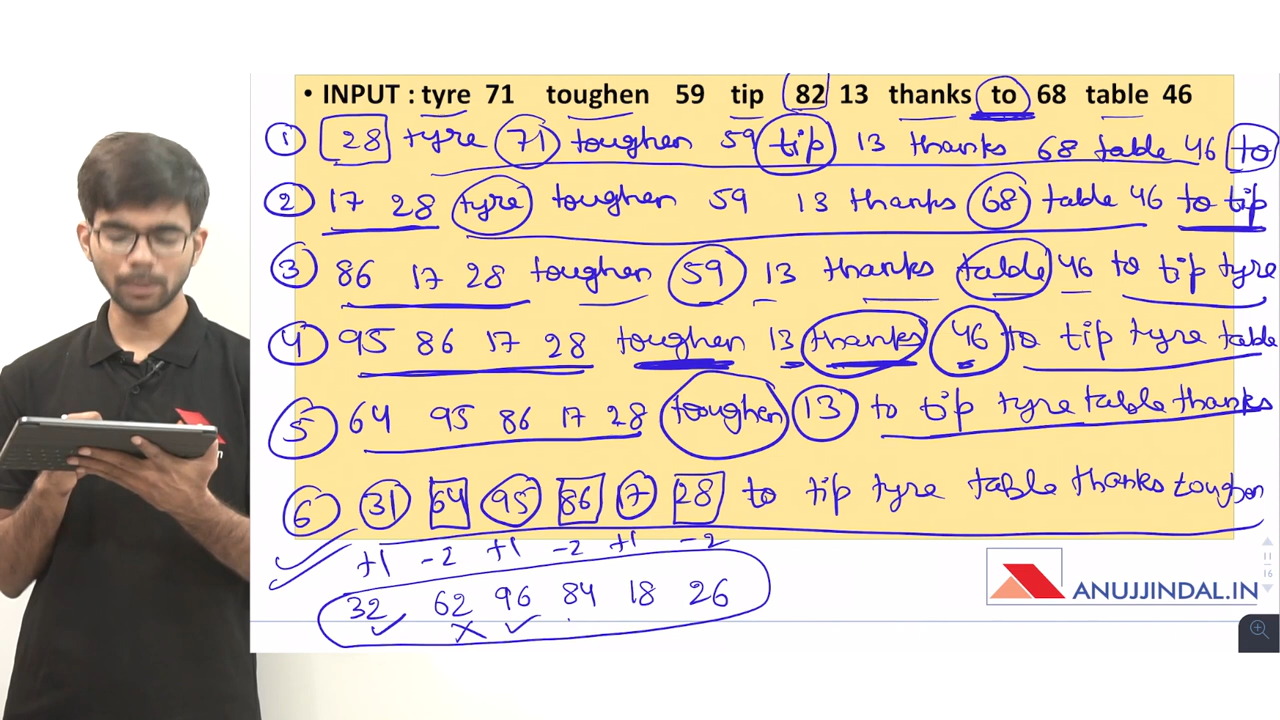 • INPUT : tyre 71 toughen 59 tip 82 13 thanks to 68 table 46
1 28 tyre 71 toughen 59 tip 13 thanks 68 table 46 to
2 17 28 tyre toughen 59 13 thanks 68 table 46 to tip
3 86 17 28 toughen 59 13 thanks table 46 to tip tyre
4 95 86 17 28 toughen 13 thanks 46 to tip tyre table
5 64 95 86 17 28 toughen 13 to tip tyre table thanks
6 31 64 95 86 17 28 to tip tyre table thanks toughen
+1 -2 +1 -2 +1 -2
32 62 96 84 18 26
ANUJJINDAL.IN
11
16